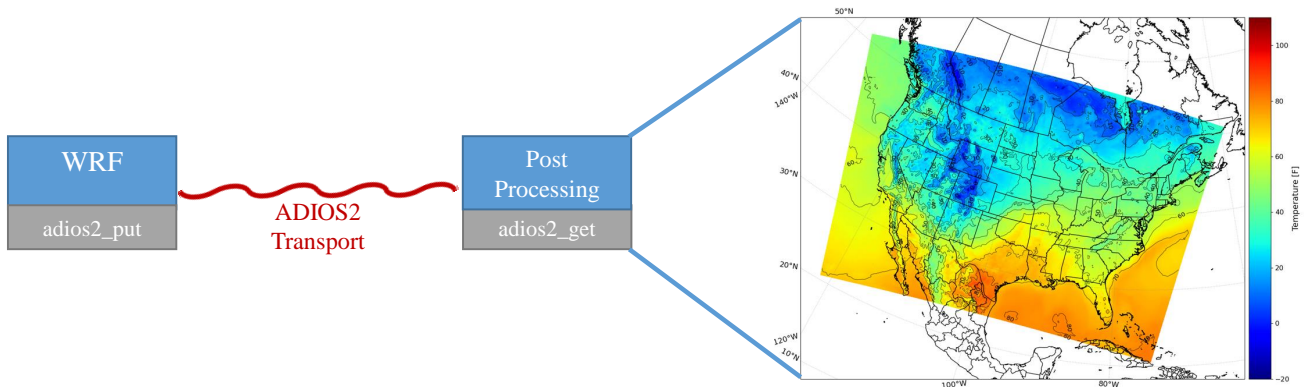 WRF
adios2_put
ADIOS2
Transport
Post
Processing
adios2_get
50°N
40°N
140°W
30°N
20°N
120°W
10°N
100°W
80°W
100
80
60
40
20
0
−20
Temperature [F]